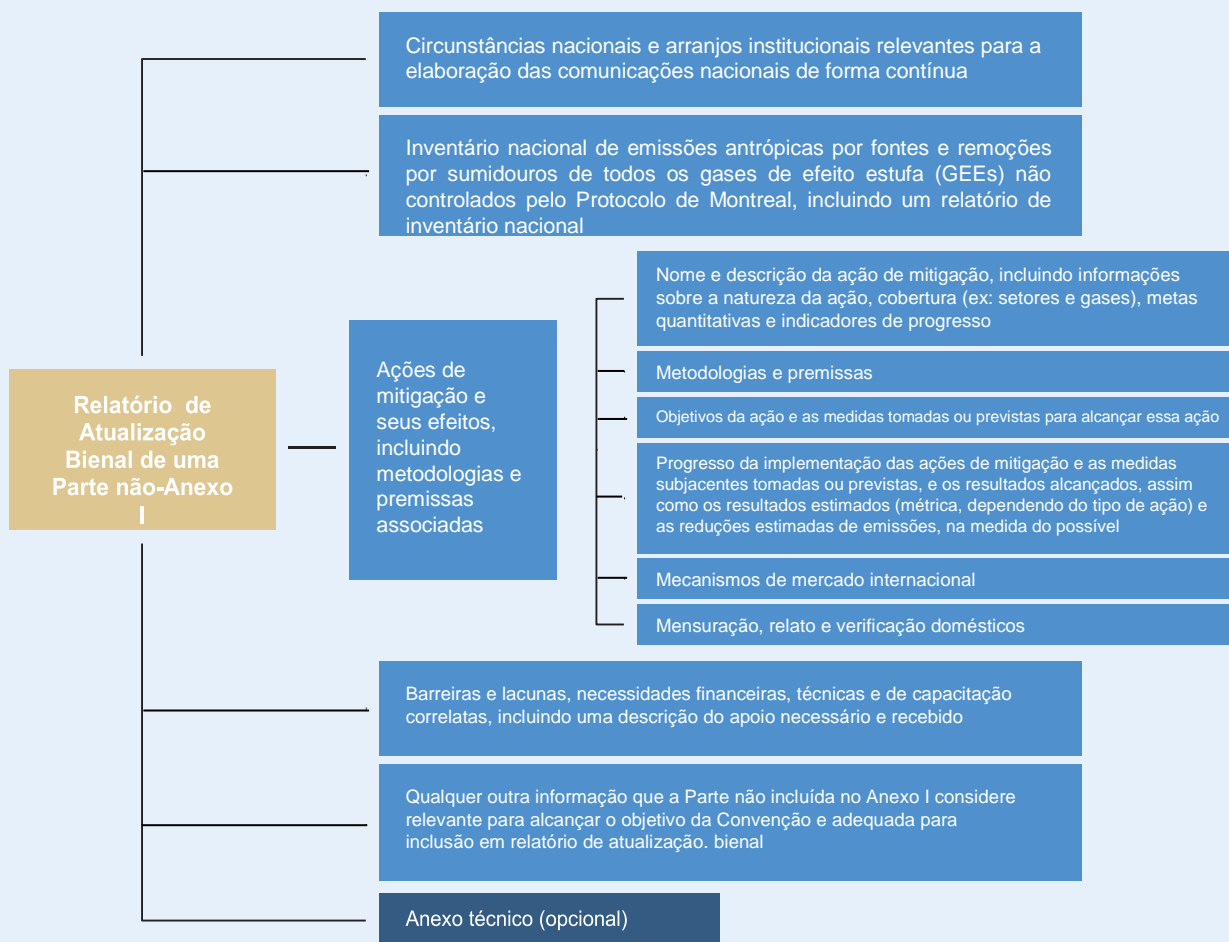 Circunstâncias nacionais e arranjos institucionais relevantes para a
elaboração das comunicações nacionais de forma contínua
Inventário nacional de emissões antrópicas por fontes e remoções
por sumidouros de todos os gases de efeito estufa (GEEs) não
controlados pelo Protocolo de Montreal, incluindo um relatório de
inventário nacional
Relatório de
Atualização
Bienal de uma
Parte não-Anexo
I
Ações de
mitigação e
seus efeitos,
incluindo
metodologias e
premissas
associadas
Nome e descrição da ação de mitigação, incluindo informações
sobre a natureza da ação, cobertura (ex: setores e gases), metas
quantitativas e indicadores de progresso
Metodologias e premissas
Objetivos da ação e as medidas tomadas ou previstas para alcançar essa ação
Progresso da implementação das ações de mitigação e as medidas
subjacentes tomadas ou previstas, e os resultados alcançados, assim
como os resultados estimados (métrica, dependendo do tipo de ação) e
as reduções estimadas de emissões, na medida do possível
Mecanismos de mercado internacional
Mensuração, relato e verificação domésticos
Barreiras e lacunas, necessidades financeiras, técnicas e de capacitação
correlatas, incluindo uma descrição do apoio necessário e recebido
Qualquer outra informação que a Parte não incluída no Anexo I considere
relevante para alcançar o objetivo da Convenção e adequada para
inclusão em relatório de atualização. bienal
Anexo técnico (opcional)